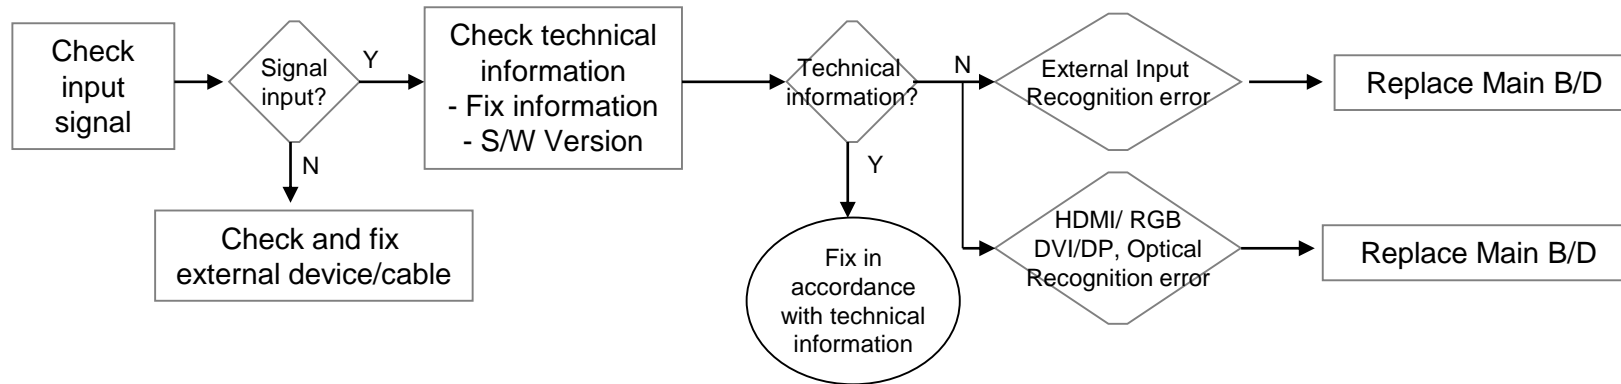 Check
input
signal
Signal
input?
Y
N
Check and fix
external device/cable
Check technical
information
- Fix information
- S/W Version
Technical
information?
N
Y
Fix in
accordance
with technical
information
External Input
Recognition error
Replace Main B/D
HDMI/ RGB
DVI/DP, Optical
Recognition error
Replace Main B/D